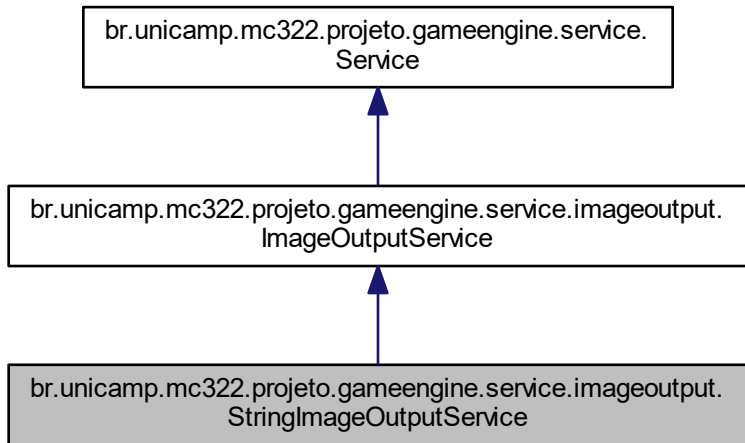 br.unicamp.mc322.projeto.gameengine.service.
Service
br.unicamp.mc322.projeto.gameengine.service.imageoutput.
ImageOutputService
br.unicamp.mc322.projeto.gameengine.service.imageoutput.
StringImageOutputService